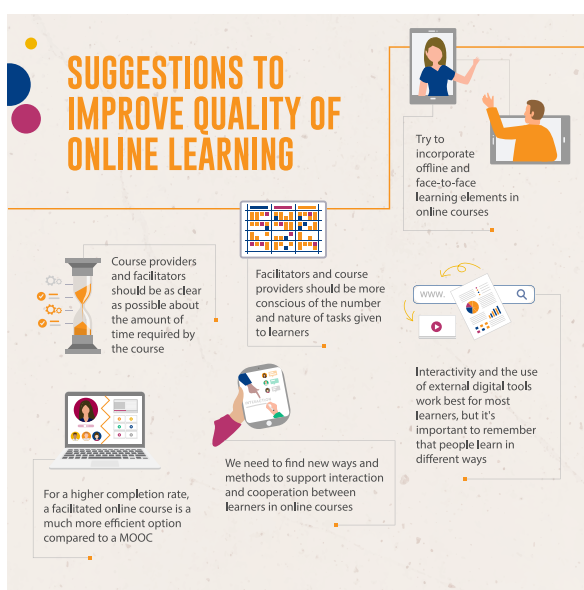 SUGGESTIONS TO
IMPROVE QUALITY OF
ONLINE LEARNING
Try to
incorporate
offline and
face-to-face
learning elements in
online courses
Course providers
and facilitators
should be as clear
as possible about
the amount of
time required by
the course
Facilitators and course
providers should be more
conscious of the number
and nature of tasks given
to learners
www.
Interactivity and the use
of external digital tools
work best for most
learners, but it's
important to remember
that people learn in
different ways
For a higher completion rate,
a facilitated online course is a
much more efficient option
compared to a MOOC
INTERACTION
We need to find new ways and
methods to support interaction
and cooperation between
learners in online courses